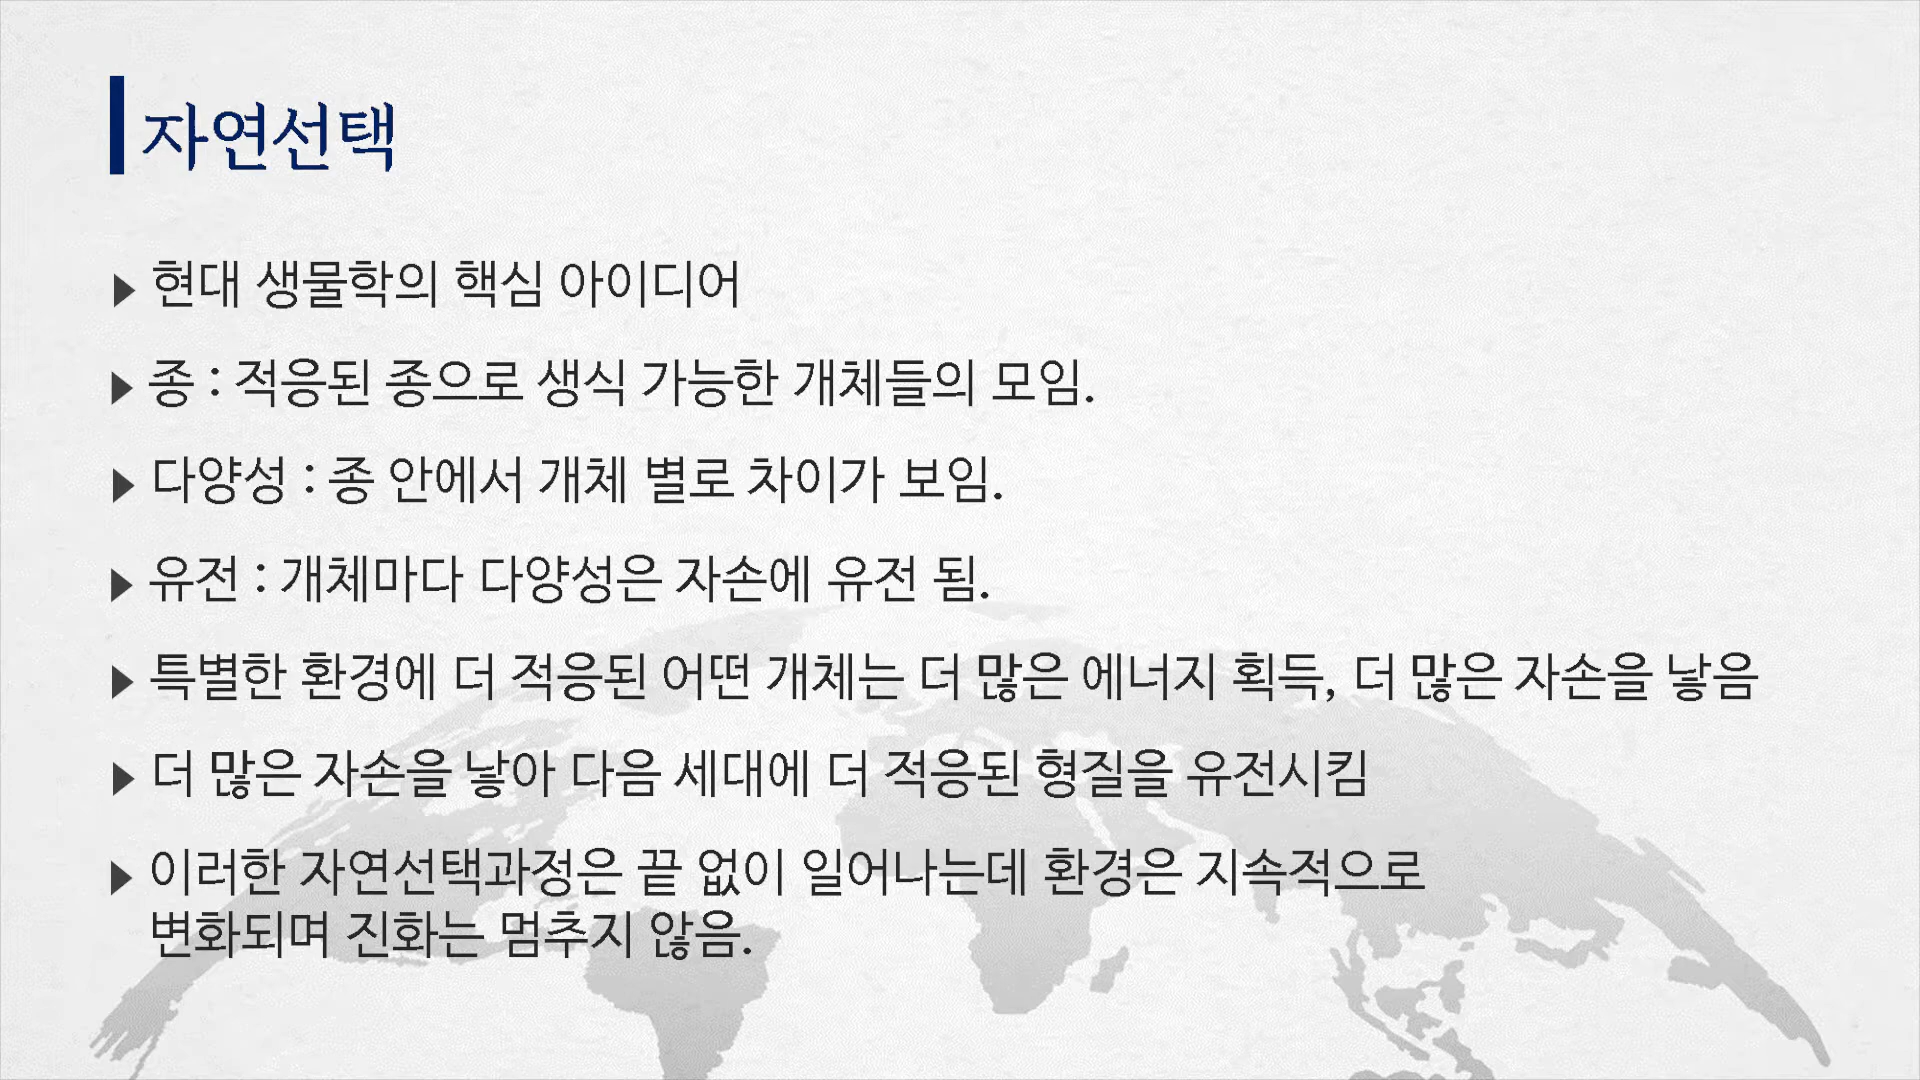 자연선택
현대 생물학의 핵심 아이디어
종 : 적응된 종으로 생식 가능한 개체들의 모임.
다양성 : 종 안에서 개체 별로 차이가 보임.
유전 : 개체마다 다양성은 자손에 유전 됨.
특별한 환경에 더 적응된 어떤 개체는 더 많은 에너지 획득, 더 많은 자손을 낳음
더 많은 자손을 낳아 다음 세대에 더 적응된 형질을 유전시킴
이러한 자연선택과정은 끝 없이 일어나는데 환경은 지속적으로
변화되며 진화는 멈추지 않음.